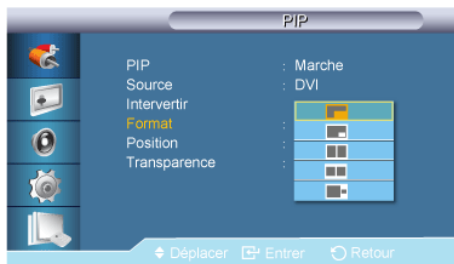 PIP
PIP : Marche
Source : DVI
Intervertir
Format :
Position :
Transparence :
Déplacer Entrer Retour